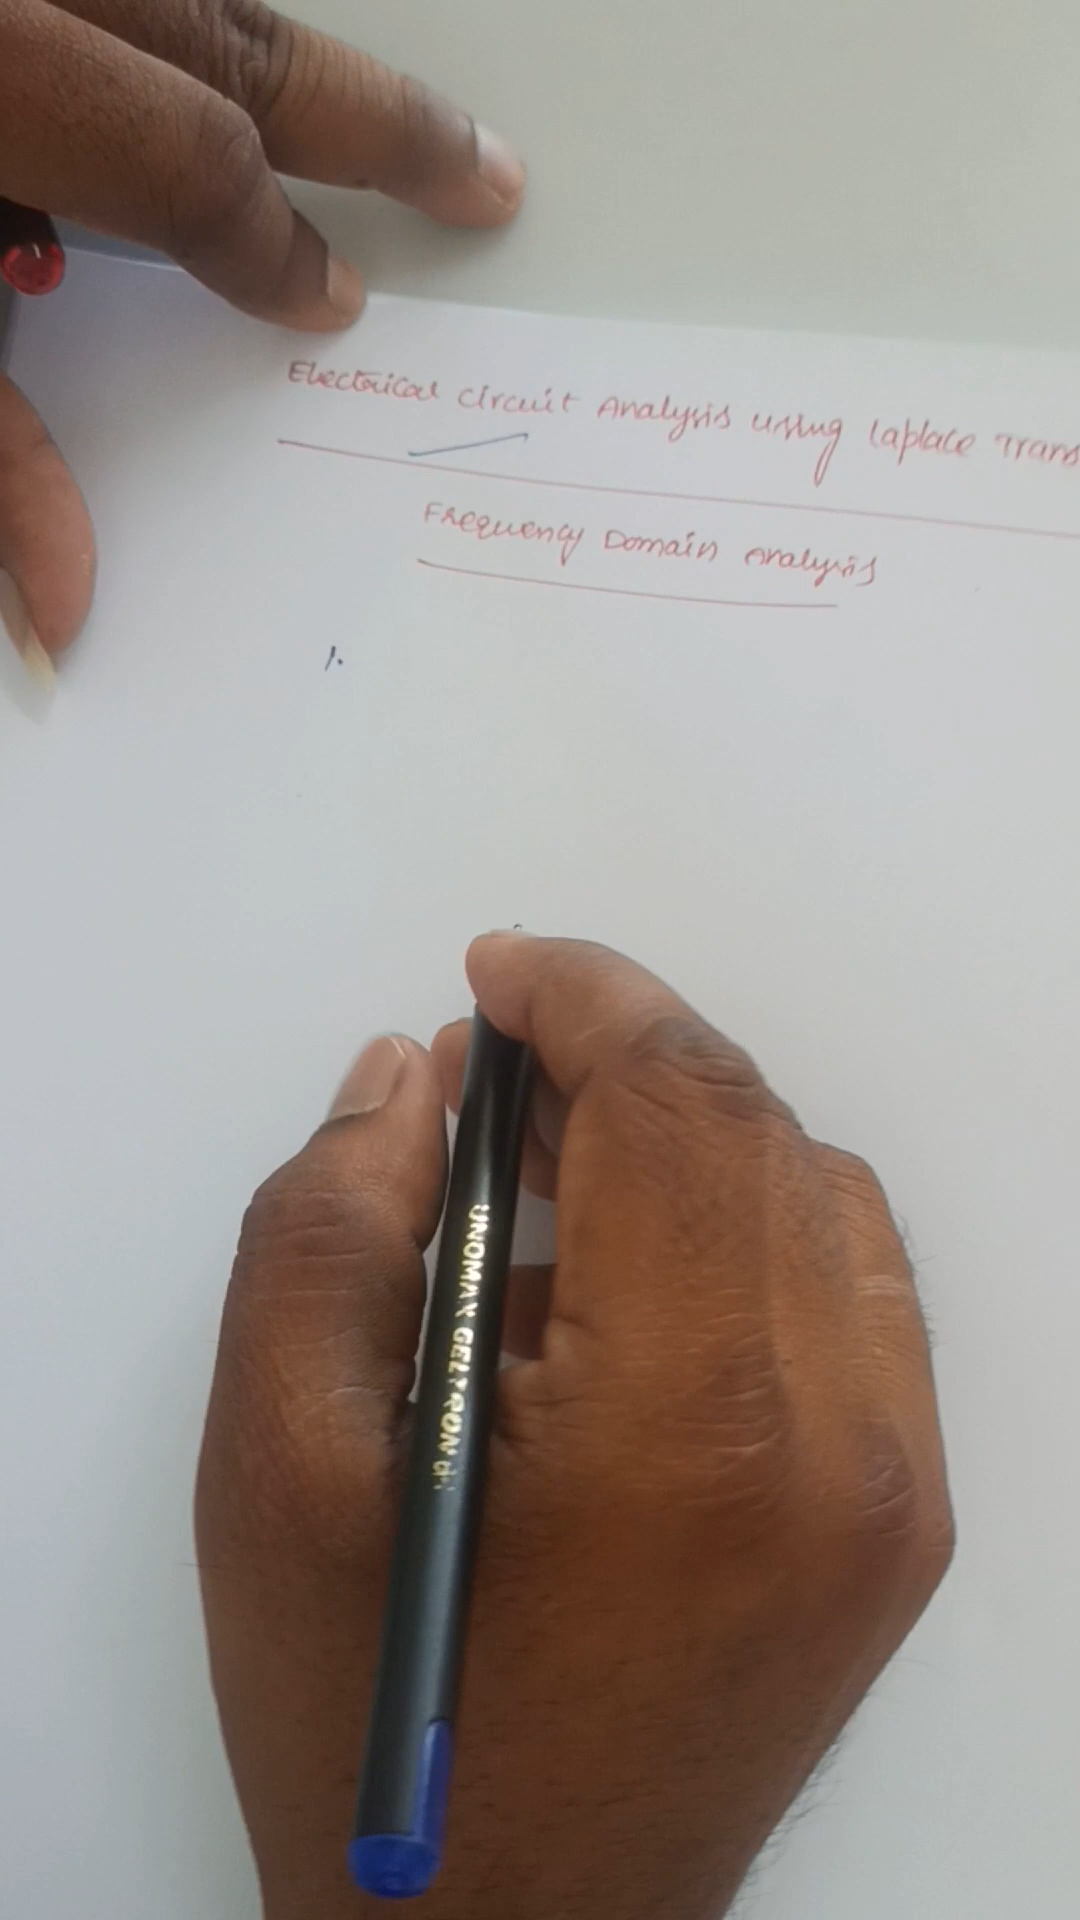 Electrical circuit Analysis using Laplace Trans
Frequency Domain Analysis
1.
UNOMAX GELTRON